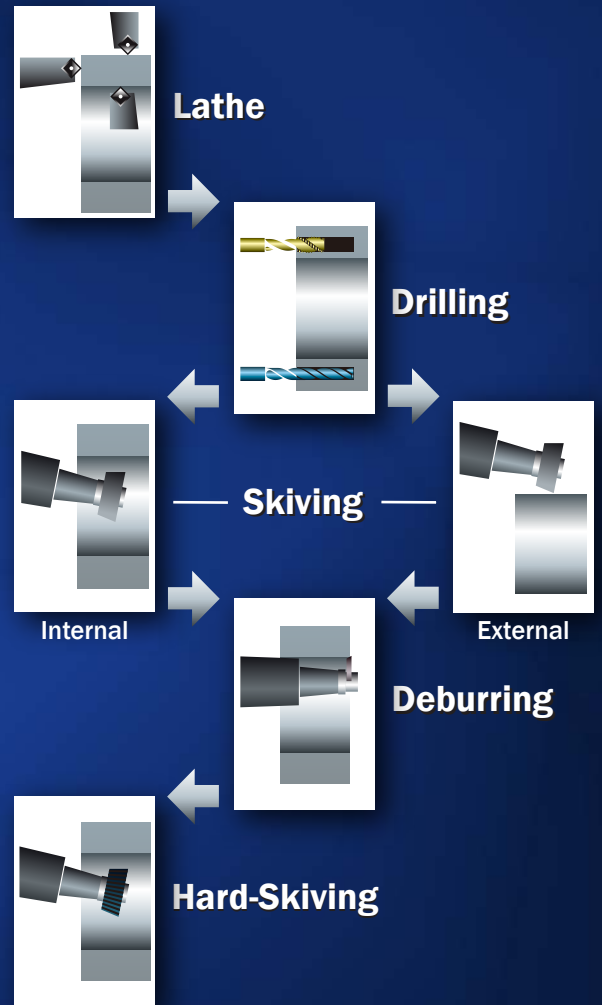 Lathe
Drilling
Skiving
Internal
External
Deburring
Hard-Skiving